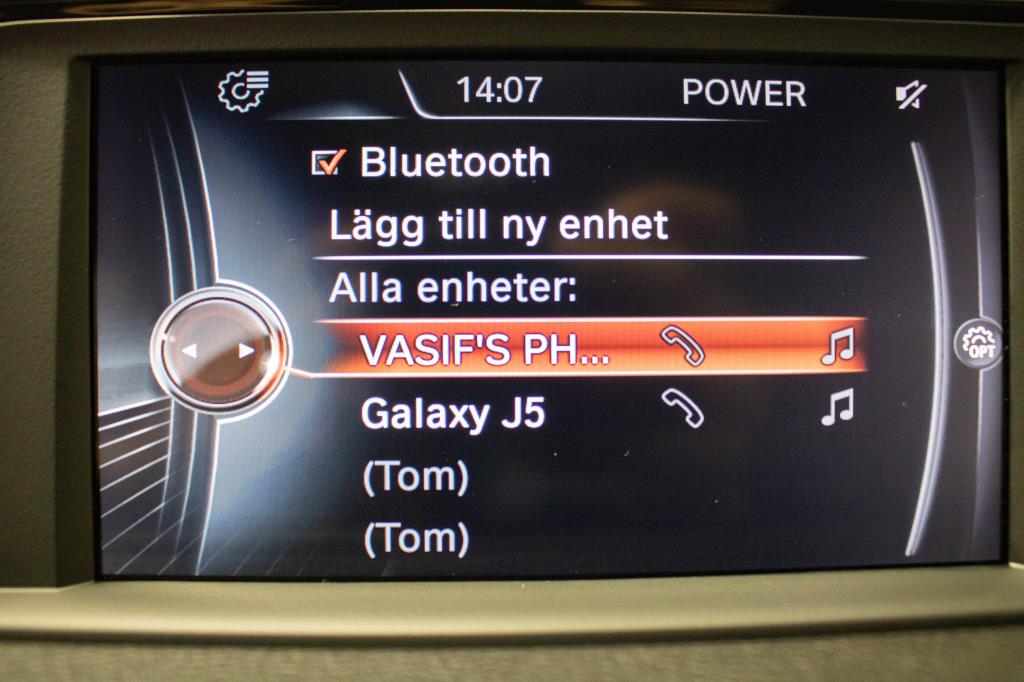 14:07 POWER
Bluetooth
Lägg till ny enhet
Alla enheter:
VASIF'S PH...
OPT
Galaxy J5
(Tom)
(Tom)